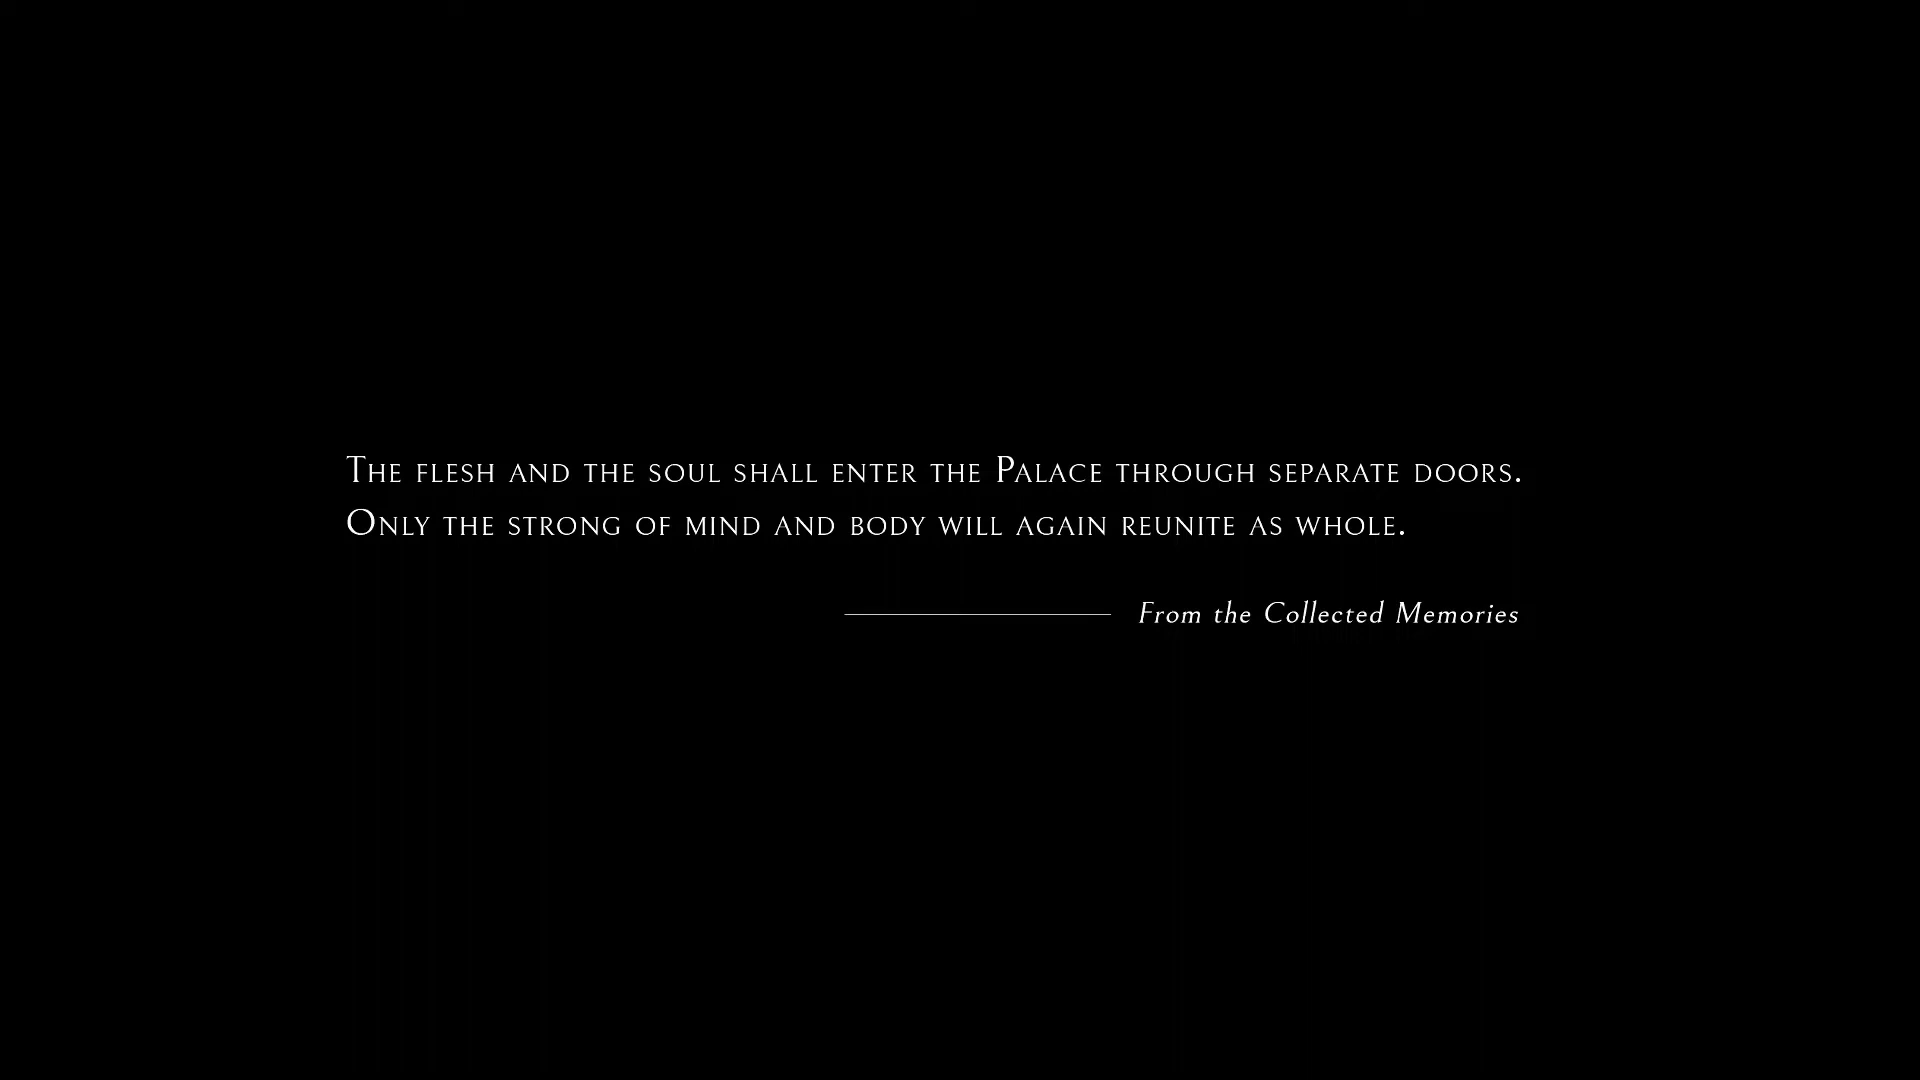 The flesh and the soul shall enter the Palace through separate doors.
Only the strong of mind and body will again reunite as whole.
From the Collected Memories